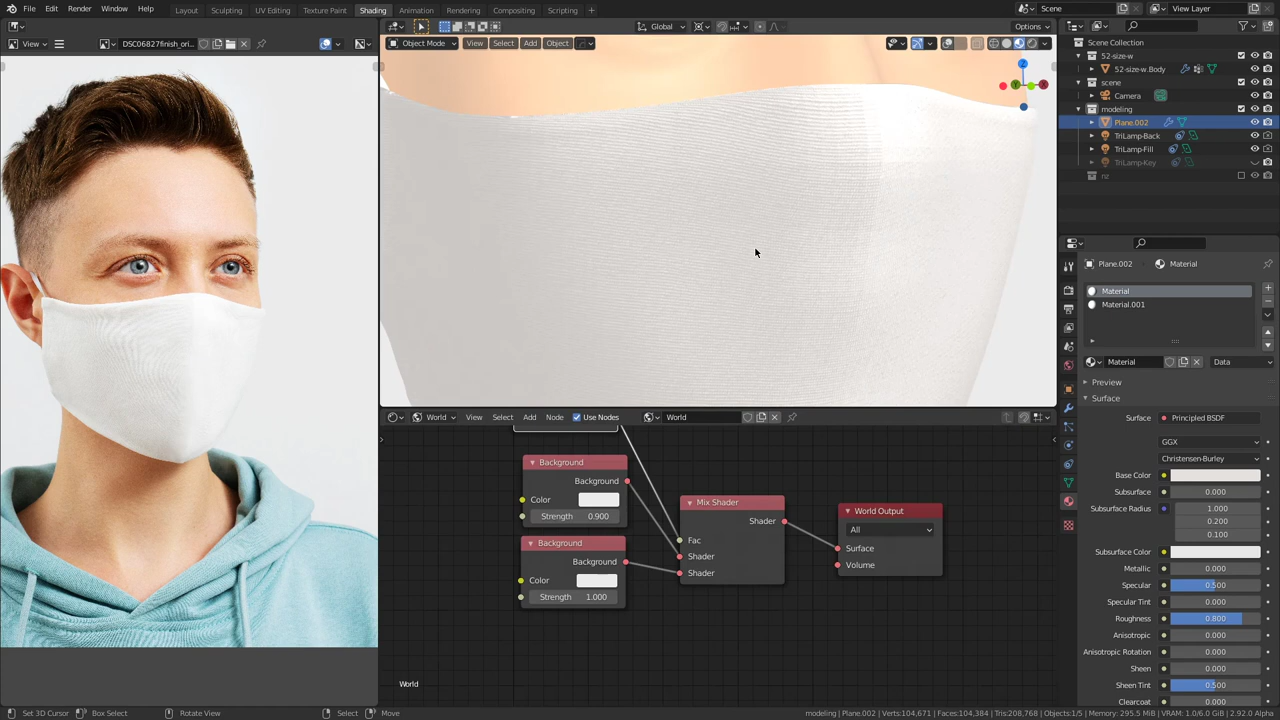 File Edit Render Window Help
Layout Sculpting UV Editing Texture Paint Shading Animation Rendering Compositing Scripting +
Scene
View Layer
View
DSC06827finish_ori...
Global
Options
Object Mode
View Select Add Object
Scene Collection
52-size-w
52-size-w.Body
scene
Camera
modeling
Plane.002
TriLamp-Back
TriLamp-Fill
TriLamp-Key
nz
Z
Y
X
Plane.002 Material
Material
Material.001
Material
Data
Preview
Surface
Surface Principled BSDF
GGX
Christensen-Burley
Base Color
Subsurface 0.000
Subsurface Radius 1.000
0.200
0.100
Subsurface Color
Metallic 0.000
Specular 0.500
Specular Tint 0.000
Roughness 0.800
Anisotropic 0.000
Anisotropic Rotation 0.000
Sheen 0.000
Sheen Tint 0.500
Clearcoat 0.000
World View Select Add Node Use Nodes World
Background
Background
Color
Strength 0.900
Background
Background
Color
Strength 1.000
Mix Shader
Shader
Fac
Shader
Shader
World Output
All
Surface
Volume
World
Set 3D Cursor Box Select Rotate View Select Move
modeling | Plane.002 | Verts:104,671 | Faces:104,384 | Tris:208,768 | Objects:1/5 | Memory: 295.5 MiB | VRAM: 1.0/6.0 GiB | 2.92.0 Alpha